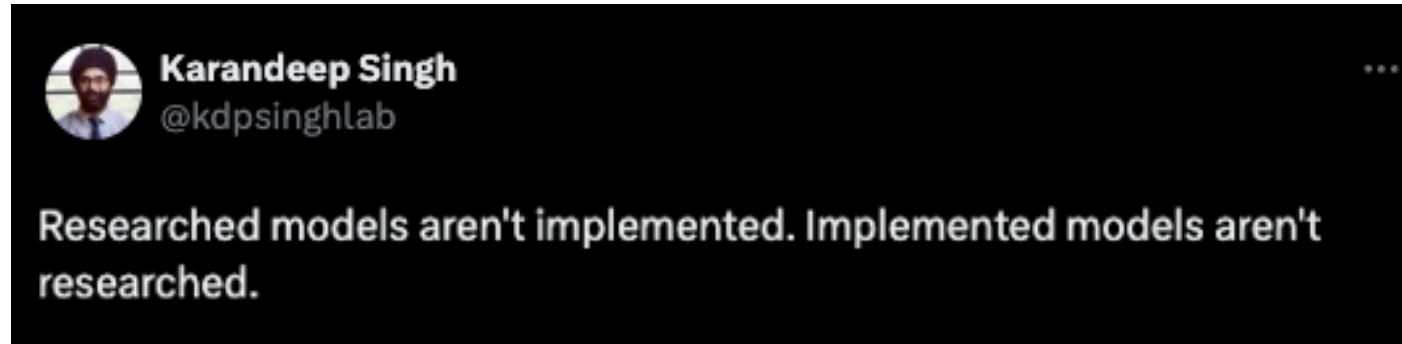 Karandeep Singh
@kdpsinghlab
Researched models aren't implemented. Implemented models aren't
researched.